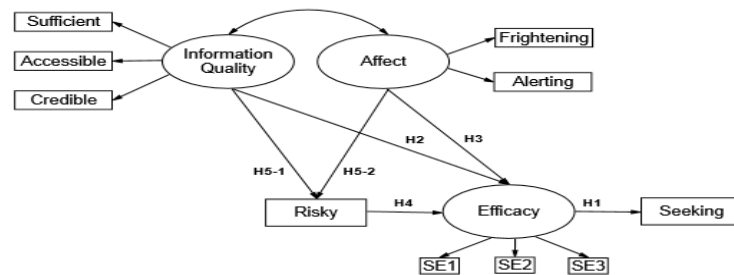 Sufficient
Accessible
Credible
Information
Quality
Affect
Frightening
Alerting
H2
H3
H5-1
H5-2
Risky
H4
Efficacy
H1
Seeking
SE1
SE2
SE3